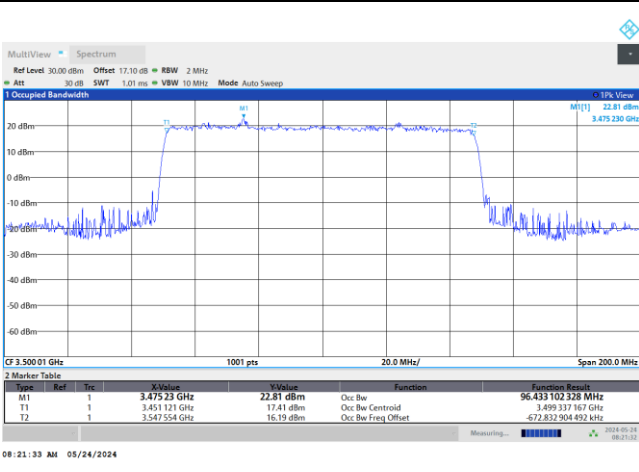 MultiView Spectrum
Ref Level 30.00 dBm Offset 17.10 dB RBW 2 MHz
Att 30 dB SWT 1.01 ms VBW 10 MHz Mode Auto Sweep
1 Occupied Bandwidth 1Pk View
M1[1] 22.81 dBm
3.475 230 GHz
M1
T1 T2
20 dBm
10 dBm
0 dBm
-10 dBm
-20 dBm
-30 dBm
-40 dBm
-50 dBm
-60 dBm
CF 3.500 01 GHz 1001 pts 20.0 MHz/ Span 200.0 MHz
2 Marker Table
Type Ref Trc X-Value Y-Value Function Function Result
M1 1 3.475 23 GHz 22.81 dBm Occ Bw 96.433 102 328 MHz
T1 1 3.451 121 GHz 17.41 dBm Occ Bw Centroid 3.499 337 167 GHz
T2 1 3.547 554 GHz 16.19 dBm Occ Bw Freq Offset -672.832 904 492 kHz
Measuring... 2024-05-24
08:21:32
08:21:33 AM 05/24/2024